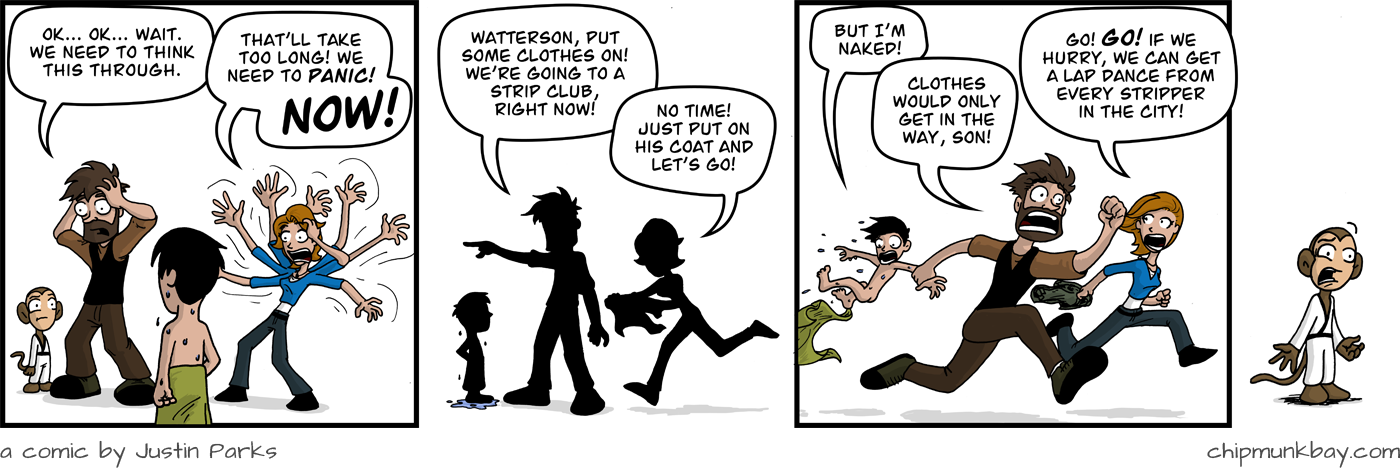 OK... OK... WAIT.
WE NEED TO THINK
THIS THROUGH.
THAT'LL TAKE
TOO LONG! WE
NEED TO PANIC!
NOW!
WATTERSON, PUT
SOME CLOTHES ON!
WE'RE GOING TO A
STRIP CLUB,
RIGHT NOW!
NO TIME!
JUST PUT ON
HIS COAT AND
LET'S GO!
BUT I'M
NAKED!
CLOTHES
WOULD ONLY
GET IN THE
WAY, SON!
GO! GO! IF WE
HURRY, WE CAN GET
A LAP DANCE FROM
EVERY STRIPPER
IN THE CITY!
a comic by Justin Parks
chipmunkbay.com